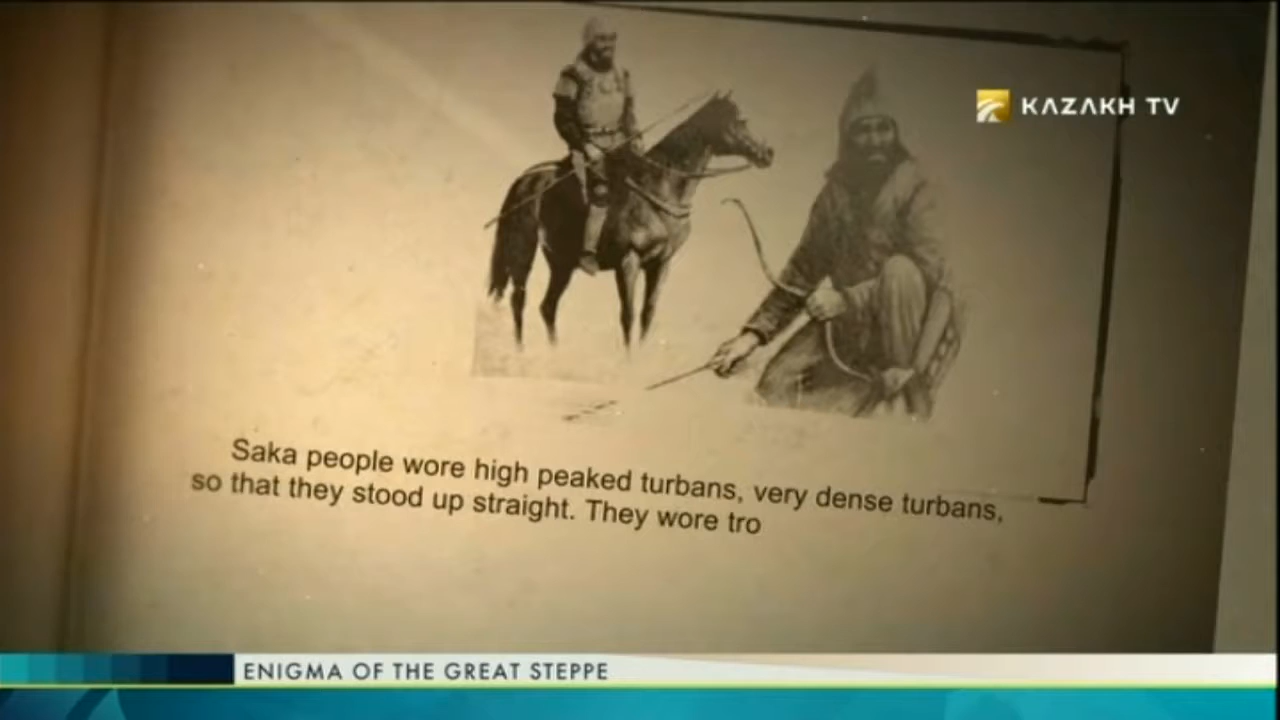 KAZAKH TV
Saka people wore high peaked turbans, very dense turbans,
so that they stood up straight. They wore tro
ENIGMA OF THE GREAT STEPPE